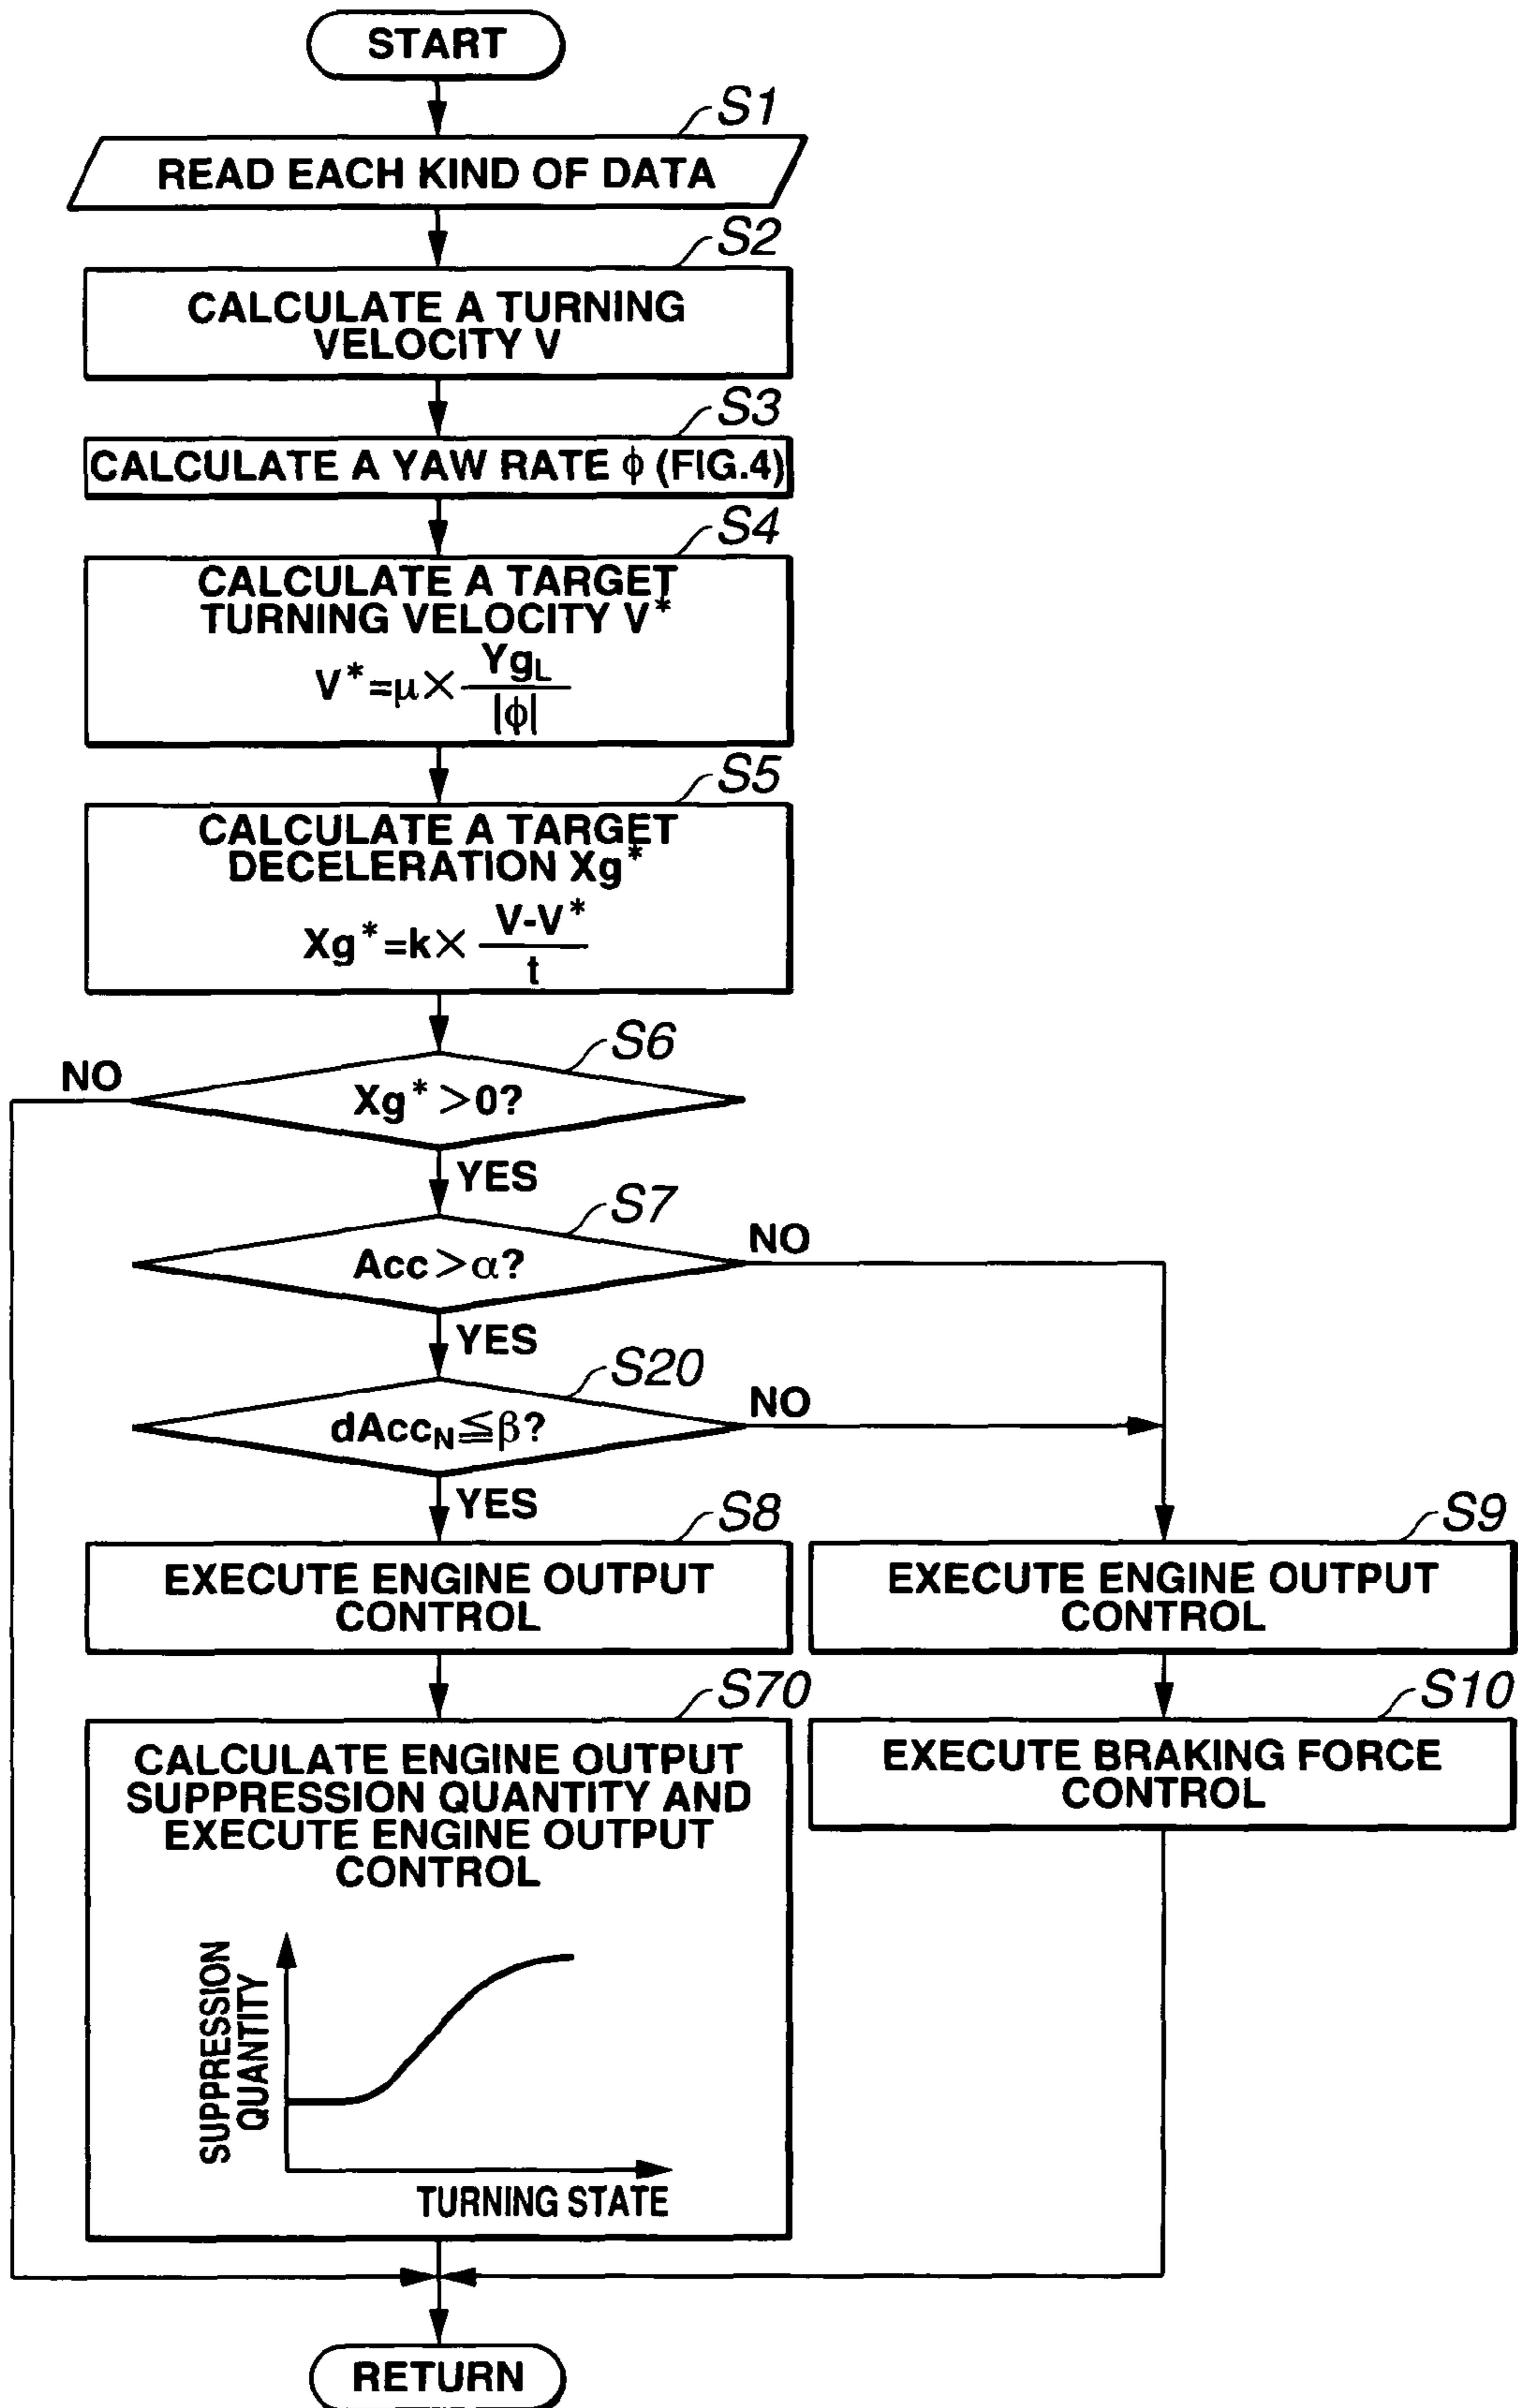 START
S1
READ EACH KIND OF DATA
S2
CALCULATE A TURNING
VELOCITY V
S3
CALCULATE A YAW RATE ϕ (FIG.4)
S4
CALCULATE A TARGET
TURNING VELOCITY V*
V*=μ× Yg_L / |ϕ|
S5
CALCULATE A TARGET
DECELERATION Xg*
Xg*=k× V-V* / t
S6
NO
Xg*>0?
YES
S7
NO
Acc>α?
YES
S20
NO
dAcc_N≦β?
YES
S8
EXECUTE ENGINE OUTPUT
CONTROL
S9
EXECUTE ENGINE OUTPUT
CONTROL
S70
CALCULATE ENGINE OUTPUT
SUPPRESSION QUANTITY AND
EXECUTE ENGINE OUTPUT
CONTROL
S10
EXECUTE BRAKING FORCE
CONTROL
SUPPRESSION
QUANTITY
TURNING STATE
RETURN